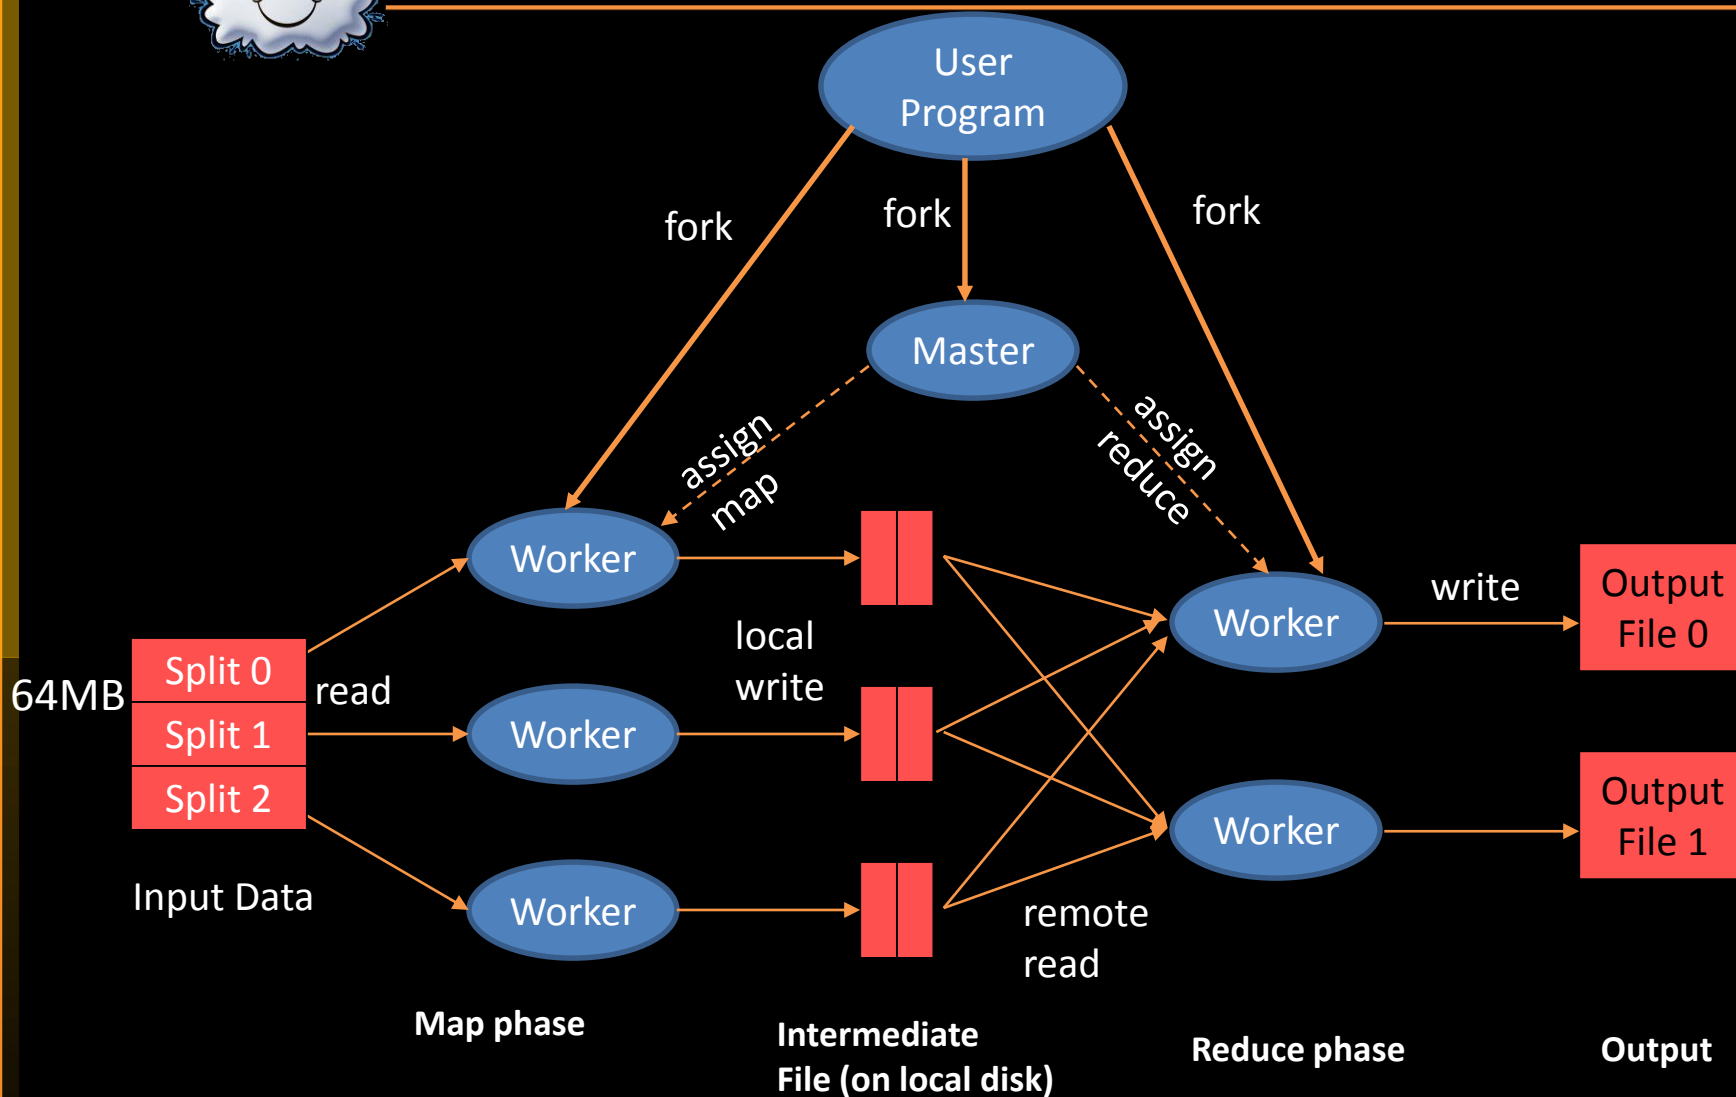 User
Program
fork
fork
fork
Master
assign
map
assign
reduce
Worker
Worker
Worker
local
write
64MB
Split 0
Split 1
Split 2
read
Input Data
Worker
Worker
write
Output
File 0
Output
File 1
remote
read
Map phase
Intermediate
File (on local disk)
Reduce phase
Output